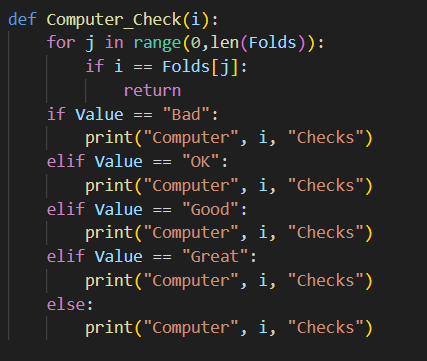 def Computer_Check(i):
    for j in range(0,len(Folds)):
        if i == Folds[j]:
            return
    if Value == "Bad":
        print("Computer", i, "Checks")
    elif Value == "OK":
        print("Computer", i, "Checks")
    elif Value == "Good":
        print("Computer", i, "Checks")
    elif Value == "Great":
        print("Computer", i, "Checks")
    else:
        print("Computer", i, "Checks")